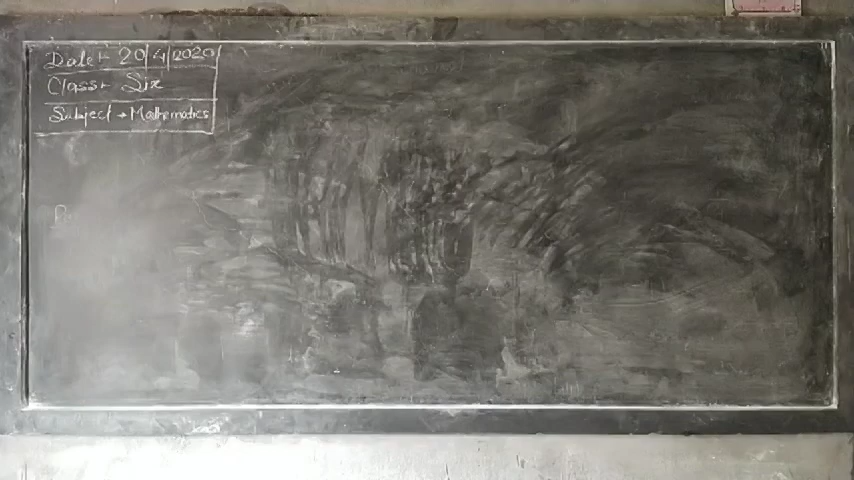 Date:- 20/4/2020
Class:- Six
Subject → Mathematics